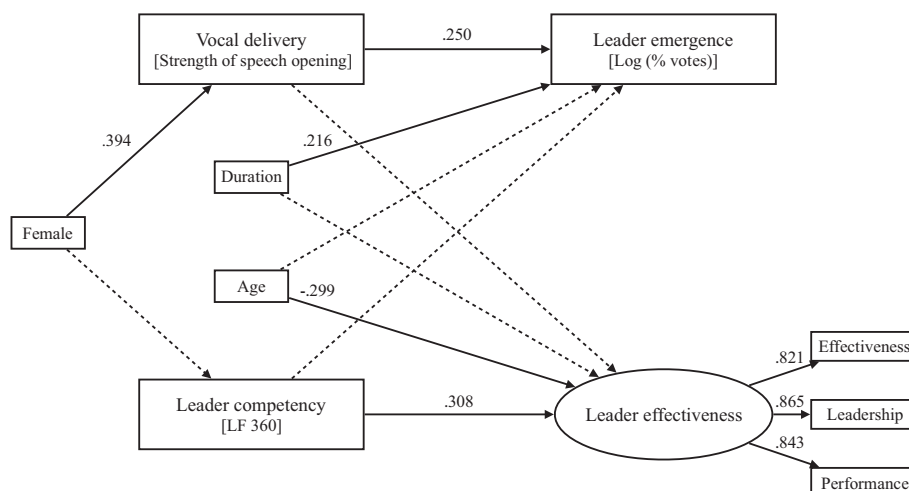 Vocal delivery
[Strength of speech opening]
.250
Leader emergence
[Log (% votes)]
.394
.216
Duration
Female
Age
-.299
Effectiveness
.821
Leader competency
[LF 360]
.308
Leader effectiveness
.865
Leadership
.843
Performance